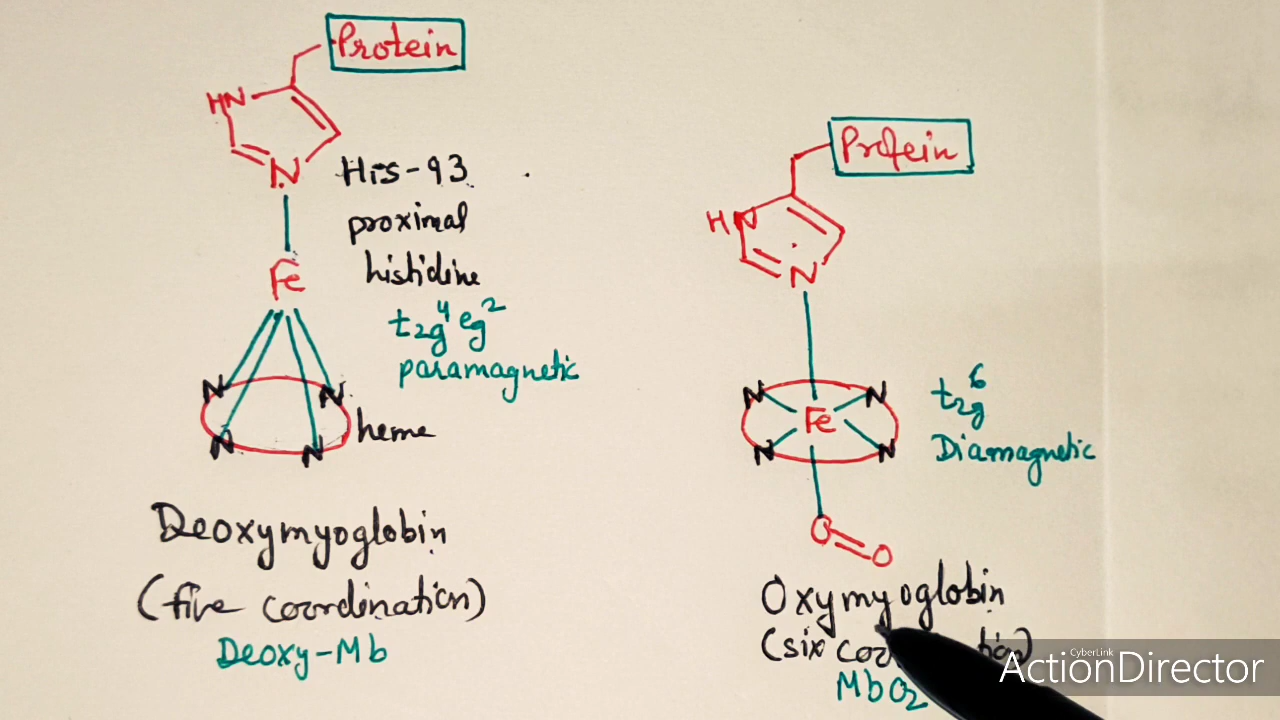 Protein
HN
N
His-93
proximal
histidine
Fe
t2g⁴ eg²
paramagnetic
N N
N N
heme
Deoxymyoglobin
(five coordination)
Deoxy-Mb
Protein
HN
N
N N
Fe
N N
t2g⁶
Diamagnetic
O
O
Oxymyoglobin
(six
MbO2
CyberLink
ActionDirector